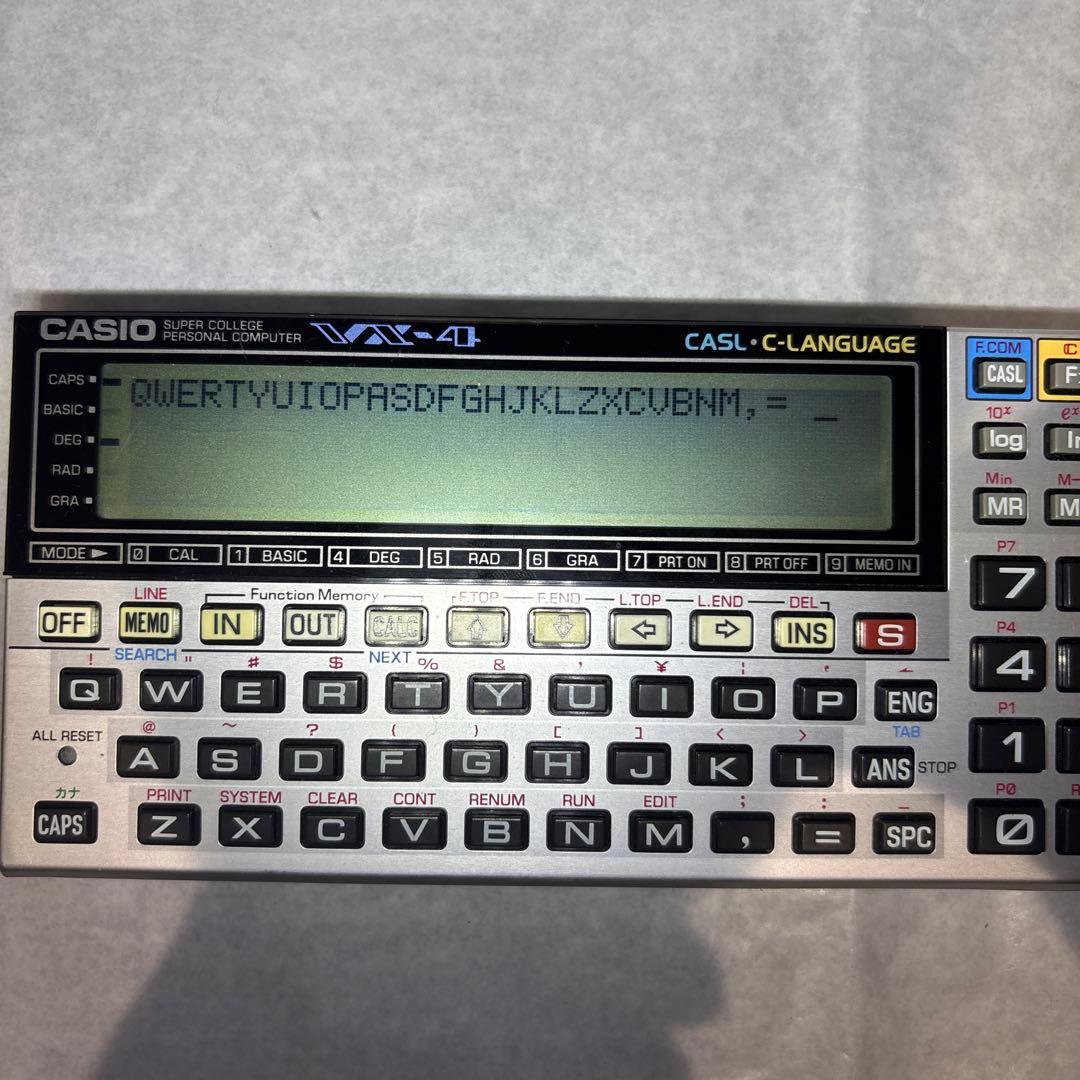 CASIO SUPER COLLEGE PERSONAL COMPUTER VX-4 CASL・C-LANGUAGE
F.COM
CASL
CAPS
BASIC
DEG
RAD
GRA
QWERTYUIOPASDFGHJKLZXCVBNM,= _
10x ex
log
Min M-
MR
MODE 0 CAL 1 BASIC 4 DEG 5 RAD 6 GRA 7 PRT ON 8 PRT OFF 9 MEMO IN
P7
7
LINE Function Memory F.TOP F.END L.TOP L.END DEL
OFF MEMO IN OUT CALC ⇧ ⇩ ⇦ ⇨ INS S
P4
4
SEARCH NEXT
! " # $ % & ' ¥ ¦ ,
Q W E R T Y U I O P ENG
TAB
P1
1
ALL RESET
@ ~ ? ( ) [ ] < >
A S D F G H J K L ANS STOP
P0
0
カナ PRINT SYSTEM CLEAR CONT RENUM RUN EDIT ; : _
CAPS Z X C V B N M , = SPC